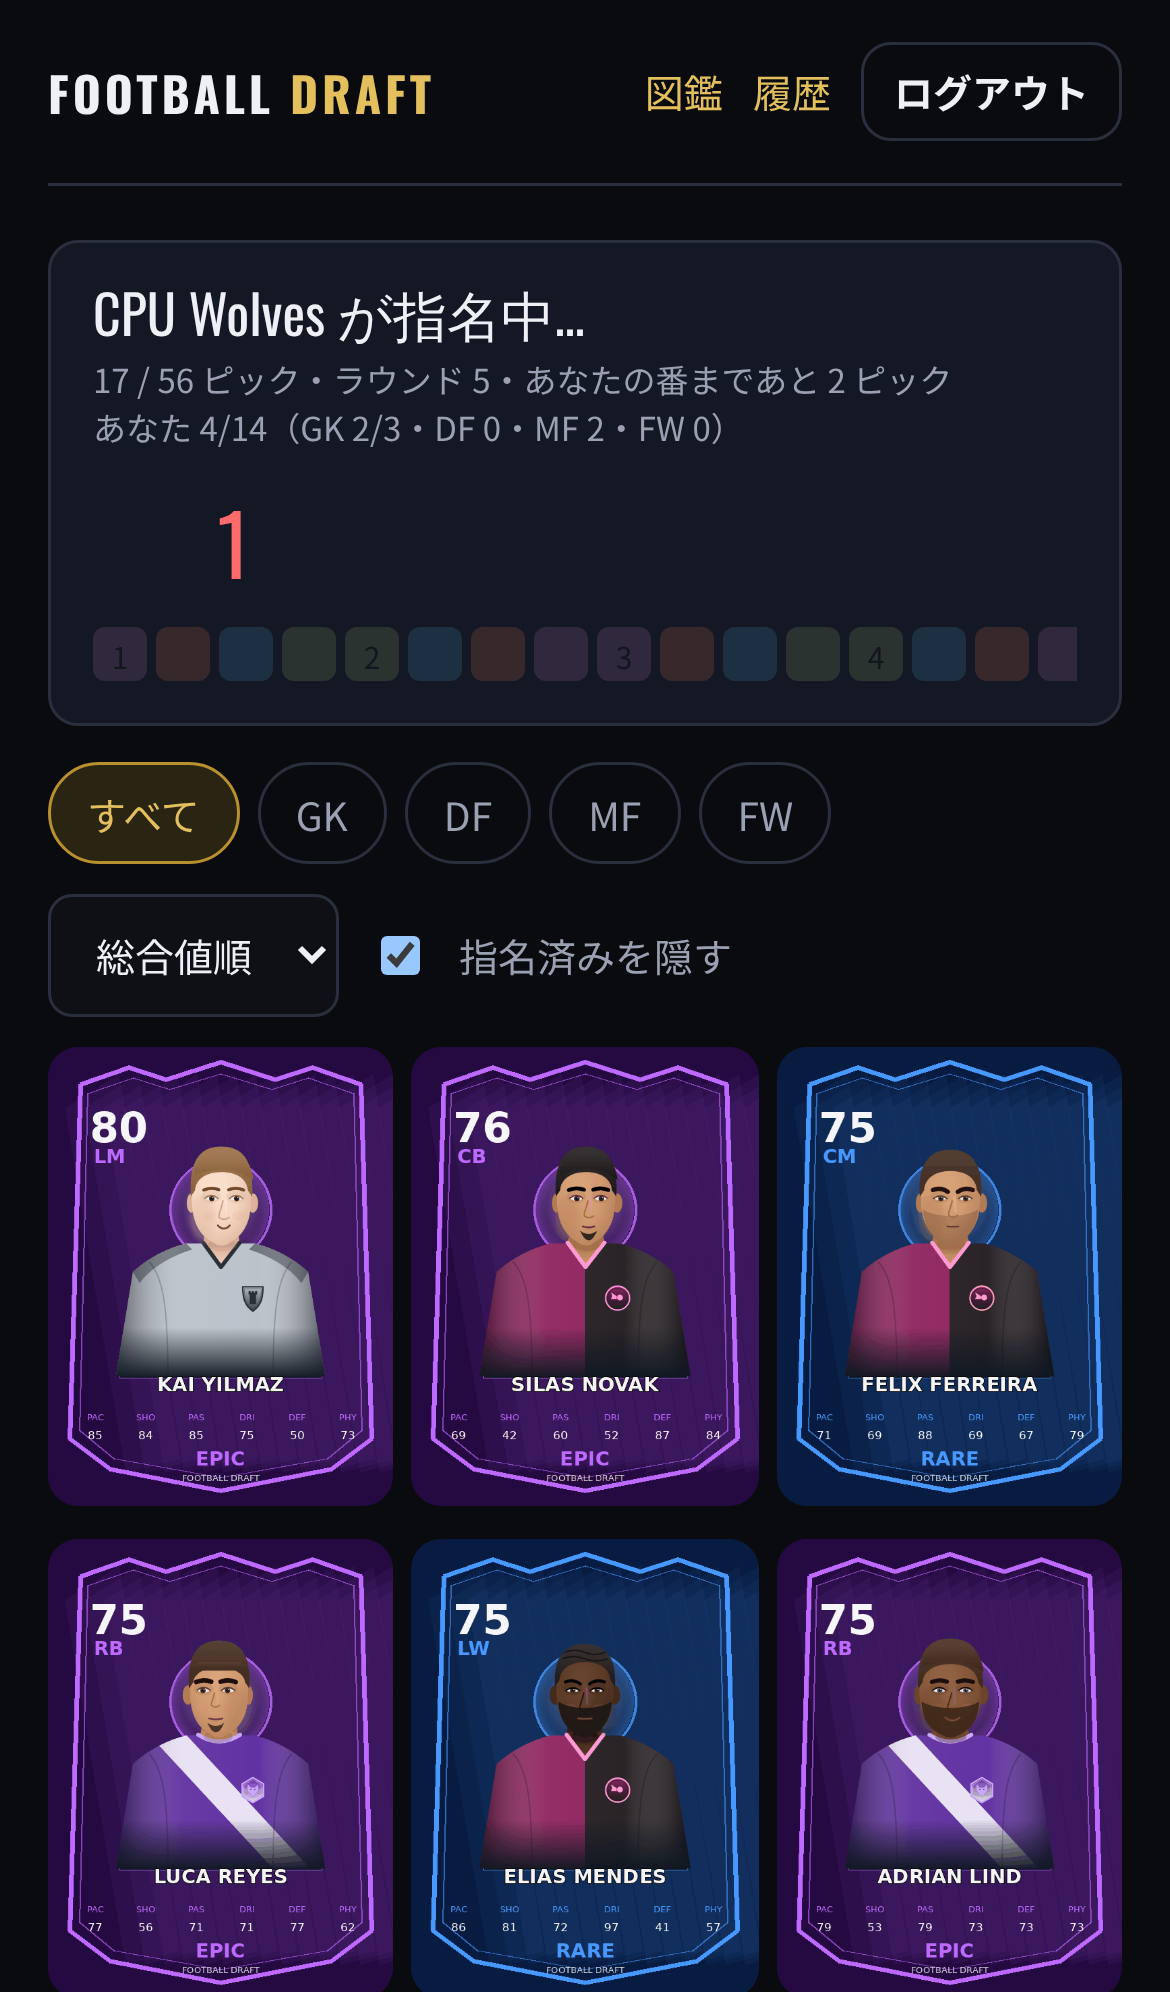 FOOTBALL DRAFT
図鑑 履歴 ログアウト
CPU Wolves が指名中...
17 / 56 ピック・ラウンド 5・あなたの番まであと 2 ピック
あなた 4/14（GK 2/3・DF 0・MF 2・FW 0）
1
1 2 3 4
すべて GK DF MF FW
総合値順 指名済みを隠す
80
LM
KAI YILMAZ
PAC SHO PAS DRI DEF PHY
85 84 85 75 50 73
EPIC
FOOTBALL DRAFT
76
CB
SILAS NOVAK
PAC SHO PAS DRI DEF PHY
69 42 60 52 87 84
EPIC
FOOTBALL DRAFT
75
CM
FELIX FERREIRA
PAC SHO PAS DRI DEF PHY
71 69 88 69 67 79
RARE
FOOTBALL DRAFT
75
RB
LUCA REYES
PAC SHO PAS DRI DEF PHY
77 56 71 71 77 62
EPIC
FOOTBALL DRAFT
75
LW
ELIAS MENDES
PAC SHO PAS DRI DEF PHY
86 81 72 97 41 57
RARE
FOOTBALL DRAFT
75
RB
ADRIAN LIND
PAC SHO PAS DRI DEF PHY
79 53 79 73 73 73
EPIC
FOOTBALL DRAFT